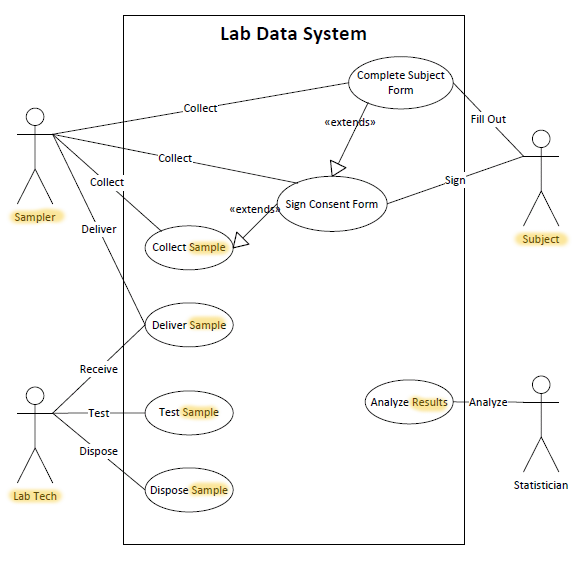 Lab Data System
Complete Subject
Form
Collect
Fill Out
«extends»
Collect
Sign
Collect
Sign Consent Form
«extends»
Sampler
Subject
Deliver
Collect Sample
Deliver Sample
Receive
Test
Test Sample
Analyze Results
Analyze
Dispose
Dispose Sample
Lab Tech
Statistician